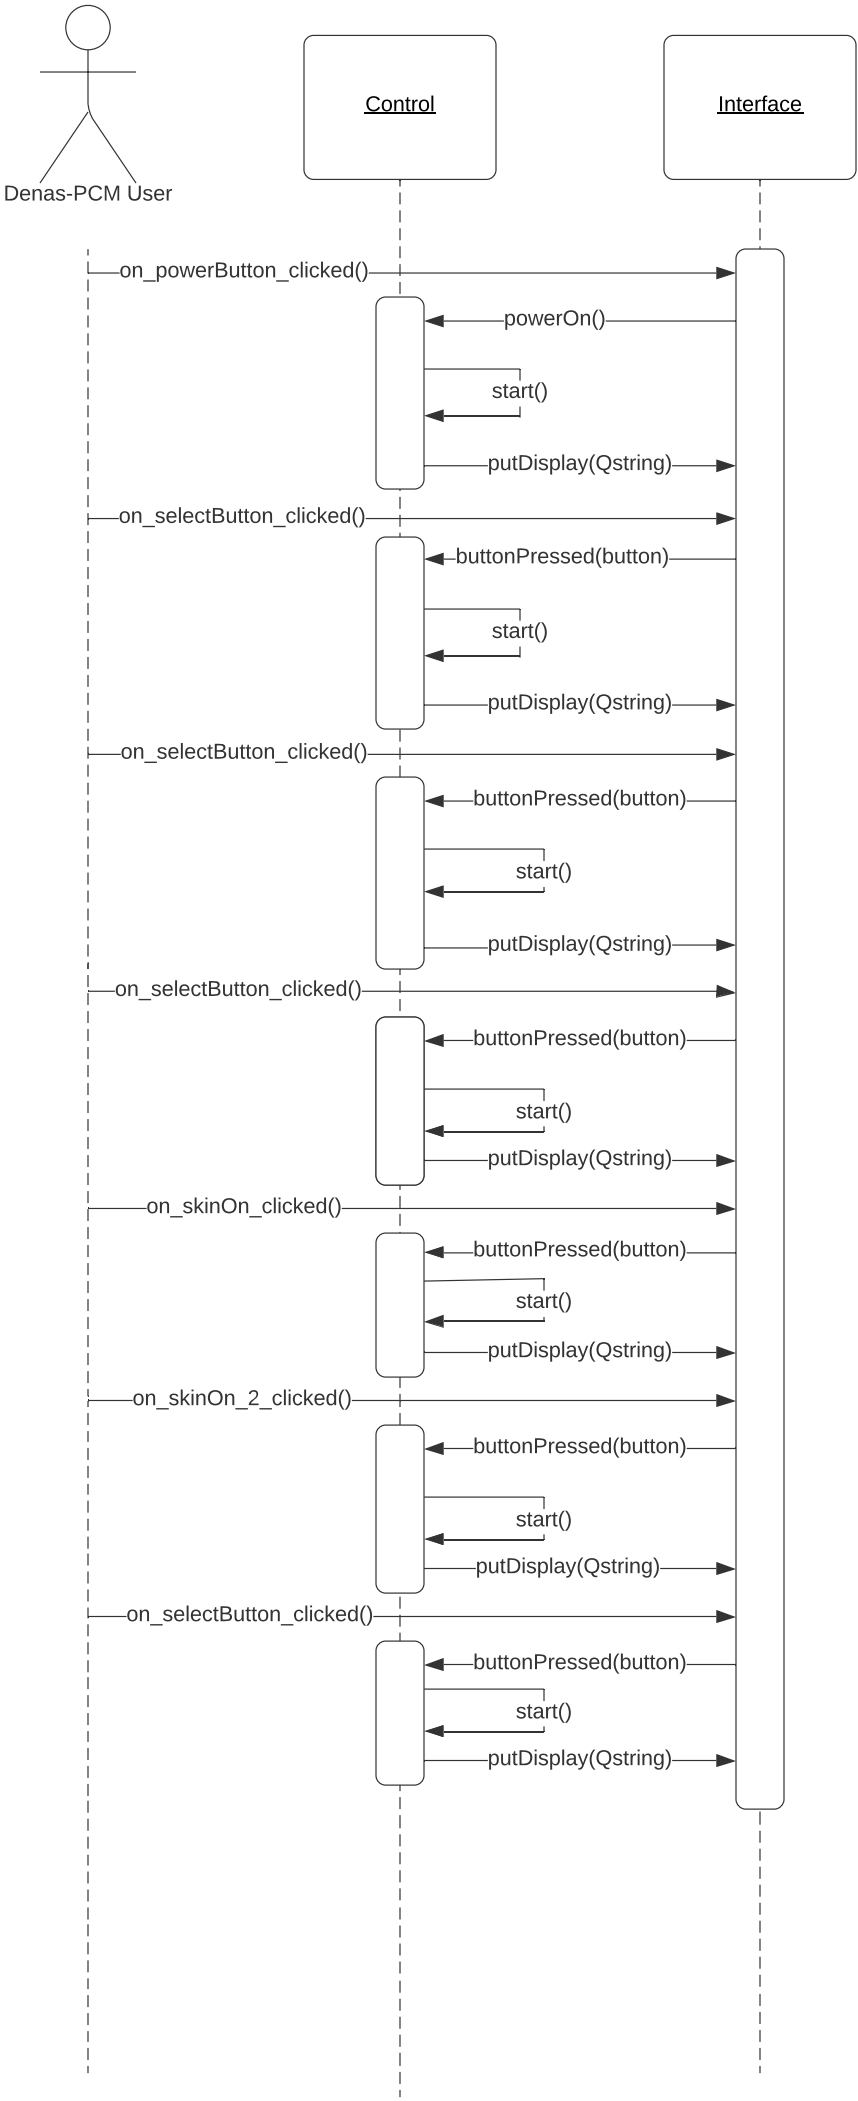 Control
Interface
Denas-PCM User
on_powerButton_clicked()
powerOn()
start()
putDisplay(Qstring)
on_selectButton_clicked()
buttonPressed(button)
start()
putDisplay(Qstring)
on_selectButton_clicked()
buttonPressed(button)
start()
putDisplay(Qstring)
on_selectButton_clicked()
buttonPressed(button)
start()
putDisplay(Qstring)
on_skinOn_clicked()
buttonPressed(button)
start()
putDisplay(Qstring)
on_skinOn_2_clicked()
buttonPressed(button)
start()
putDisplay(Qstring)
on_selectButton_clicked()
buttonPressed(button)
start()
putDisplay(Qstring)